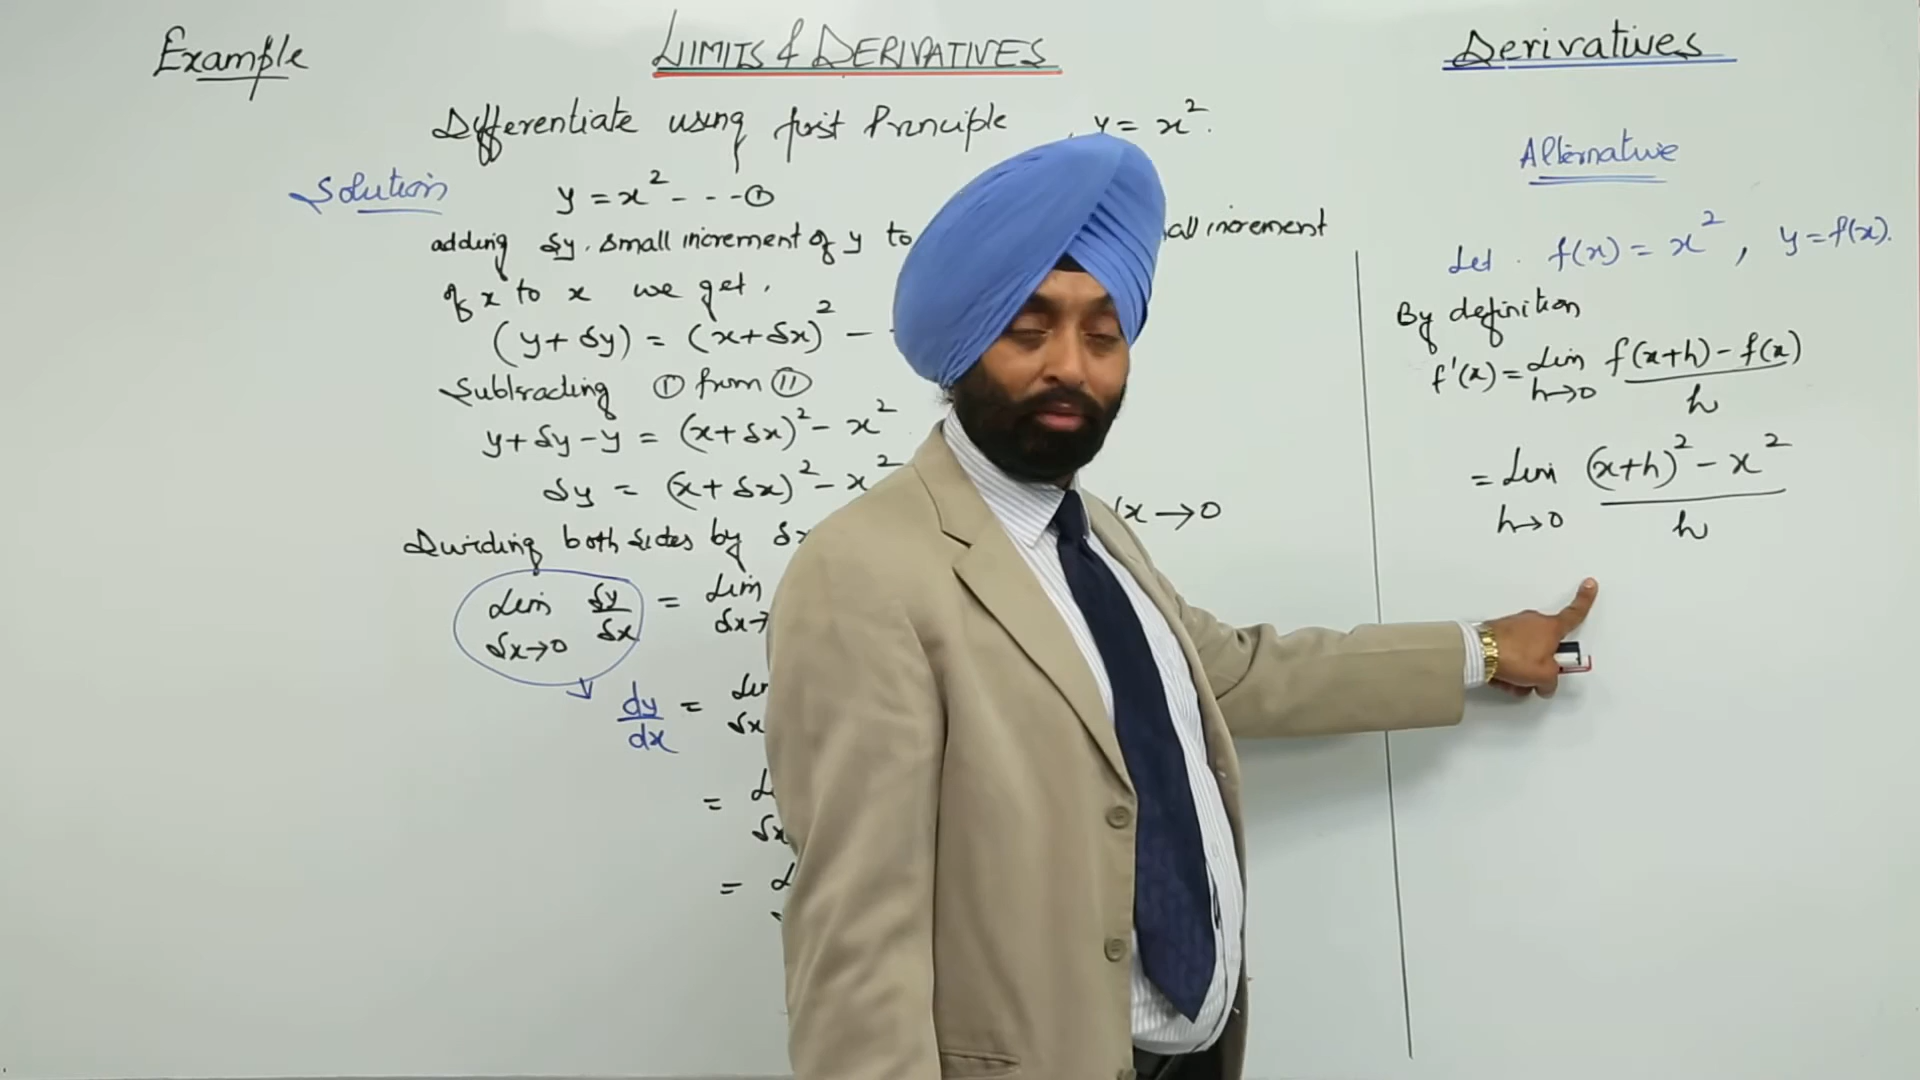 Example
LIMITS & DERIVATIVES
Differentiate using first Principle , y = x².
Solution
y = x² - - - ①
adding δy small increment of y to all increment
of x to x we get,
(y + δy) = (x + δx)² -
Subtracting ① from ⑪
y + δy - y = (x + δx)² - x²
δy = (x + δx)² - x²
x → 0
Dividing both sides by δx
Lim δx→0 δy/δx = Lim δx→
dy/dx = Lim δx
=
=
Derivatives
Alternative
Let f(x) = x² , y = f(x).
By definition
f'(x) = Lim h→0 f(x+h) - f(x) / h
= Lim h→0 (x+h)² - x² / h